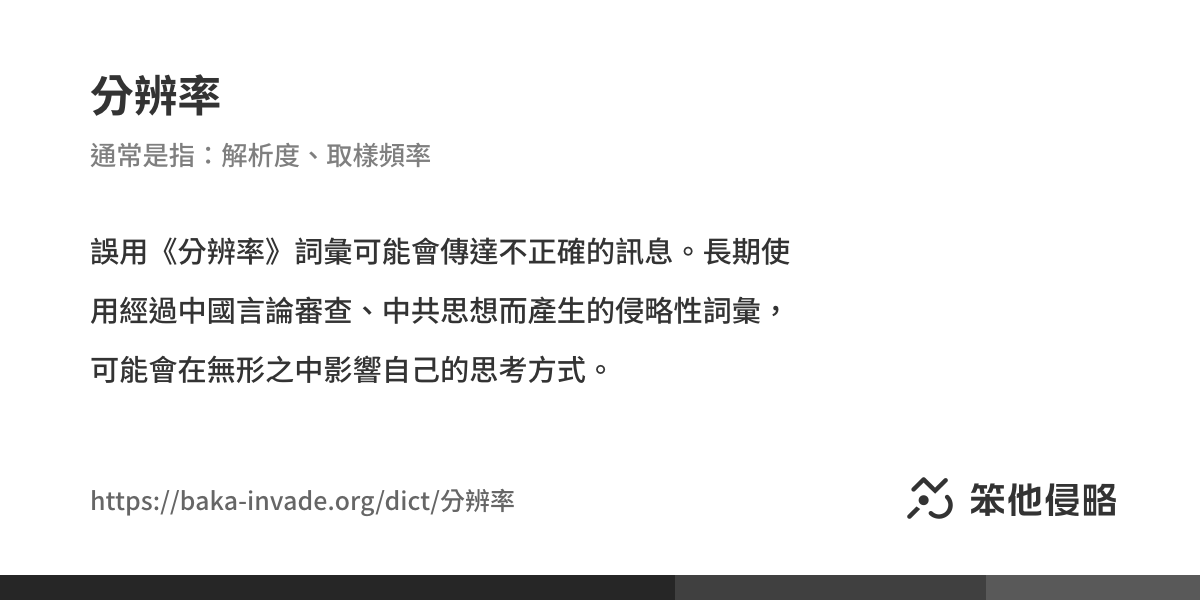 分辨率
通常是指：解析度、取樣頻率
誤用《分辨率》詞彙可能會傳達不正確的訊息。長期使
用經過中國言論審查、中共思想而產生的侵略性詞彙，
可能會在無形之中影響自己的思考方式。
https://baka-invade.org/dict/分辨率
笨他侵略